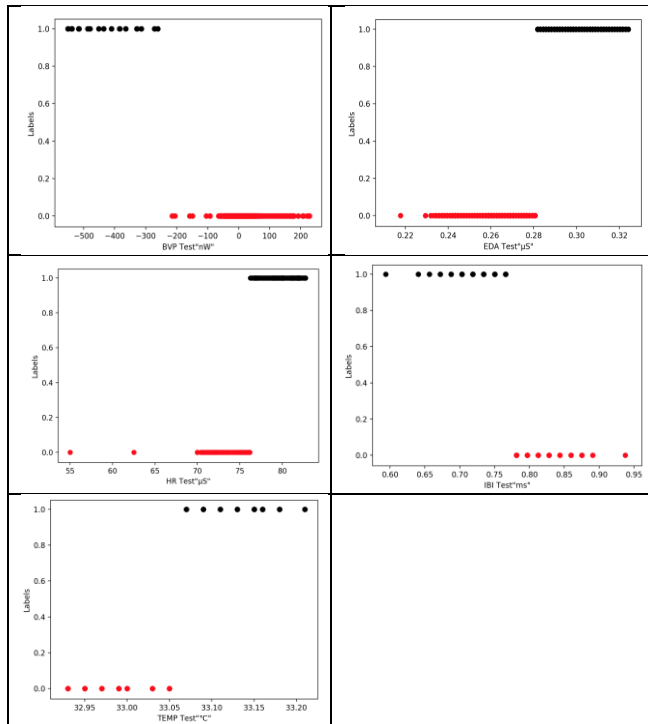 1.0
0.8
0.6
0.4
0.2
0.0
Labels
−500 −400 −300 −200 −100 0 100 200
BVP Test"nW"
1.0
0.8
0.6
0.4
0.2
0.0
Labels
0.22 0.24 0.26 0.28 0.30 0.32
EDA Test"μS"
1.0
0.8
0.6
0.4
0.2
0.0
Labels
55 60 65 70 75 80
HR Test"μS"
1.0
0.8
0.6
0.4
0.2
0.0
Labels
0.60 0.65 0.70 0.75 0.80 0.85 0.90 0.95
IBI Test"ms"
1.0
0.8
0.6
0.4
0.2
0.0
Labels
32.95 33.00 33.05 33.10 33.15 33.20
TEMP Test"°C"